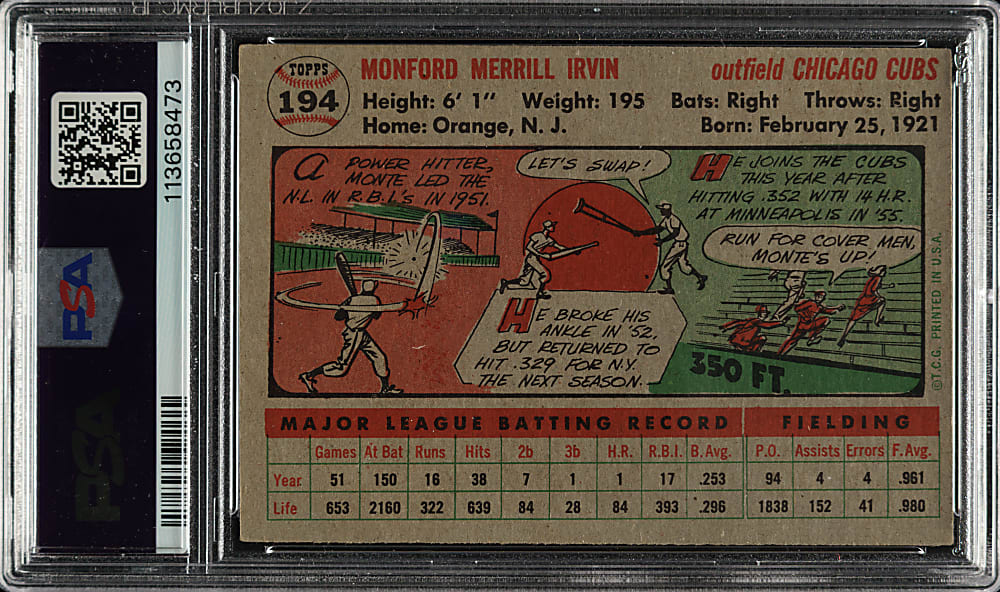 113658473
PSA
PSA
TOPPS
194
MONFORD MERRILL IRVIN
outfield CHICAGO CUBS
Height: 6' 1" Weight: 195 Bats: Right Throws: Right
Home: Orange, N. J. Born: February 25, 1921
A POWER HITTER,
MONTE LED THE
N.L. IN R.B.I.'S IN 1951.
LET'S SWAP!
HE BROKE HIS
ANKLE IN '52,
BUT RETURNED TO
HIT .329 FOR N.Y.
THE NEXT SEASON.
HE JOINS THE CUBS
THIS YEAR AFTER
HITTING .352 WITH 14 H.R.
AT MINNEAPOLIS IN '55.
RUN FOR COVER MEN,
MONTE'S UP!
350 FT.
©T.C.G. PRINTED IN U.S.A.
MAJOR LEAGUE BATTING RECORD FIELDING
Games At Bat Runs Hits 2b 3b H.R. R.B.I. B.Avg. P.O. Assists Errors F.Avg.
Year 51 150 16 38 7 1 1 17 .253 94 4 4 .961
Life 653 2160 322 639 84 28 84 393 .296 1838 152 41 .980